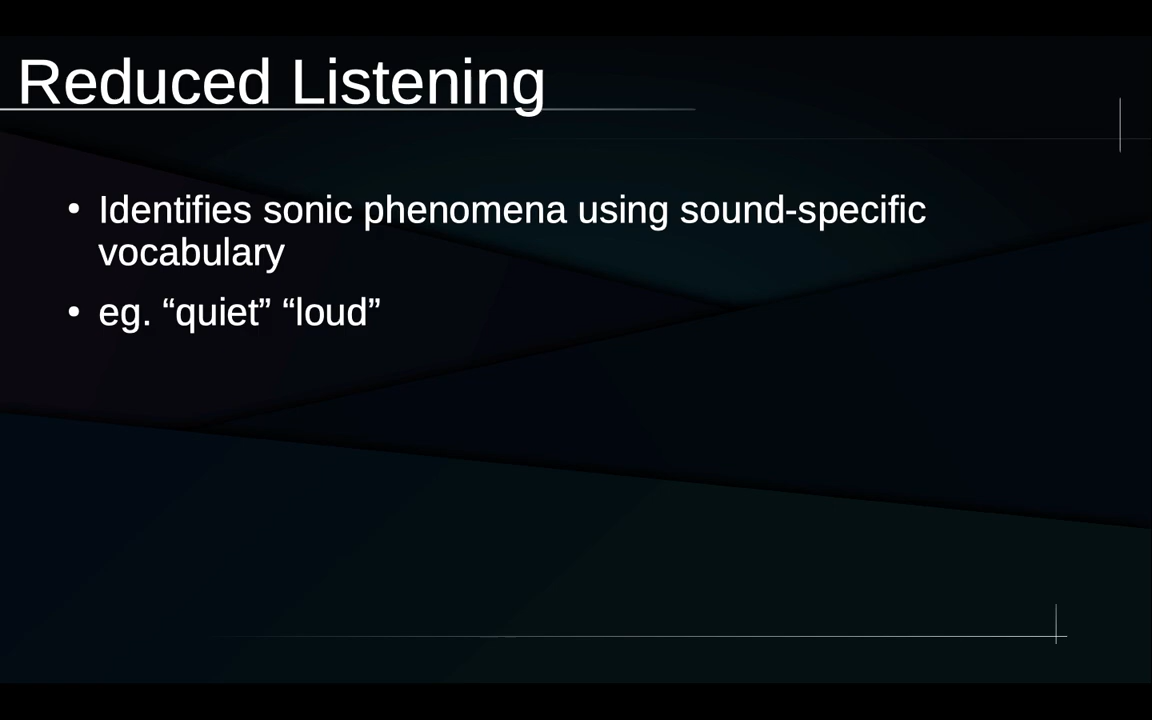 Reduced Listening
• Identifies sonic phenomena using sound-specific
vocabulary
• eg. “quiet” “loud”